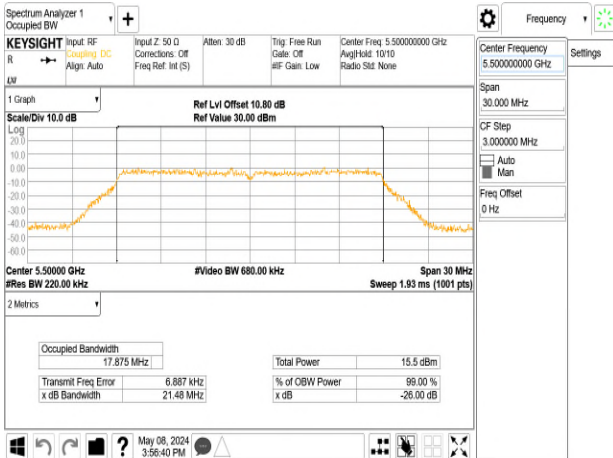 Spectrum Analyzer 1
Occupied BW
+
Frequency
KEYSIGHT
R
Input: RF
Coupling: DC
Align: Auto
Input Z: 50 Ω
Corrections: Off
Freq Ref: Int (S)
Atten: 30 dB
Trig: Free Run
Gate: Off
#IF Gain: Low
Center Freq: 5.500000000 GHz
Avg|Hold: 10/10
Radio Std: None
Center Frequency
5.500000000 GHz
Settings
Span
30.000 MHz
CF Step
3.000000 MHz
Auto
Man
Freq Offset
0 Hz
1 Graph
Scale/Div 10.0 dB
Ref Lvl Offset 10.80 dB
Ref Value 30.00 dBm
Log
20.0
10.0
0.00
-10.0
-20.0
-30.0
-40.0
-50.0
-60.0
Center 5.50000 GHz
#Video BW 680.00 kHz
Span 30 MHz
#Res BW 220.00 kHz
Sweep 1.93 ms (1001 pts)
2 Metrics
Occupied Bandwidth
17.875 MHz
Total Power 15.5 dBm
Transmit Freq Error 6.887 kHz
% of OBW Power 99.00 %
x dB Bandwidth 21.48 MHz
x dB -26.00 dB
?
May 08, 2024
3:56:40 PM